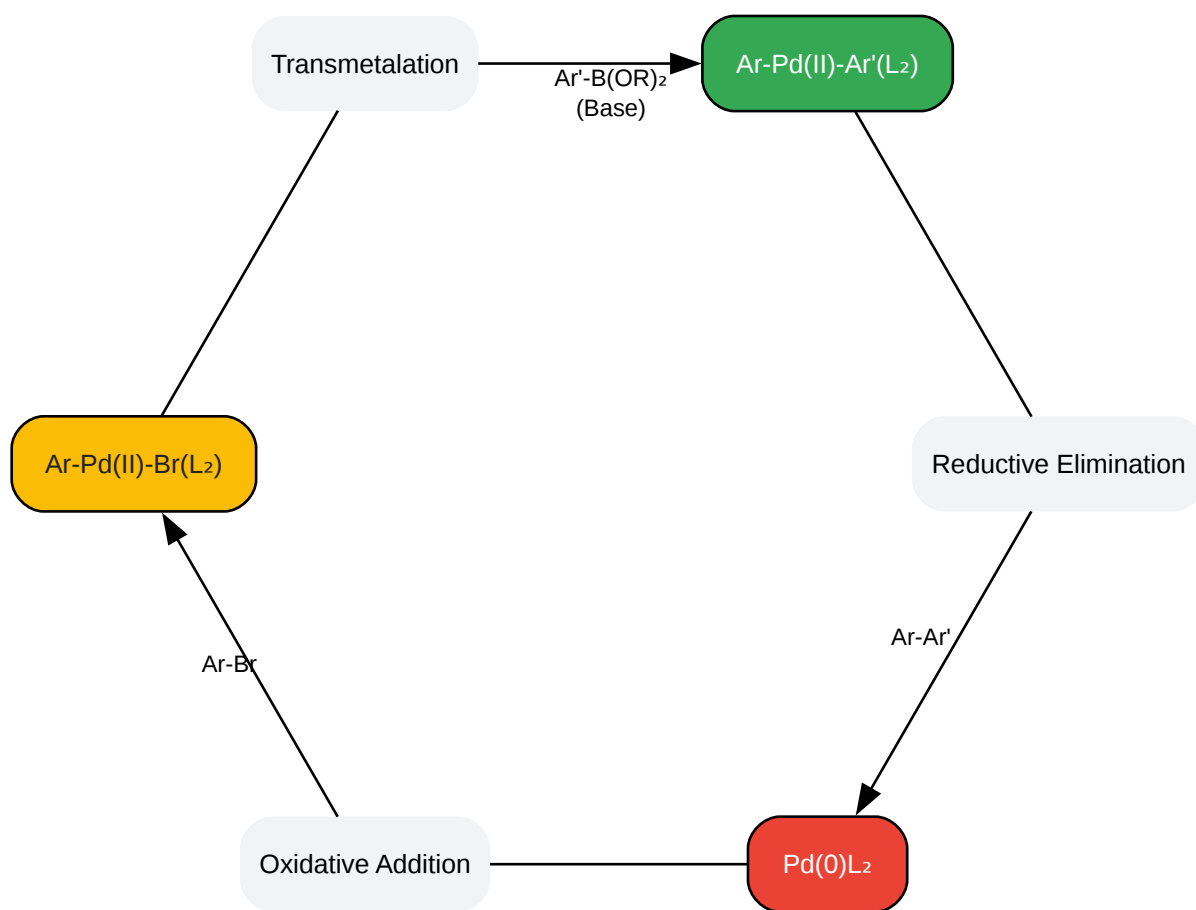 Transmetalation
Ar'-B(OR)₂
(Base)
Ar-Pd(II)-Ar'(L₂)
Ar-Pd(II)-Br(L₂)
Reductive Elimination
Ar-Br
Ar-Ar'
Oxidative Addition
Pd(0)L₂